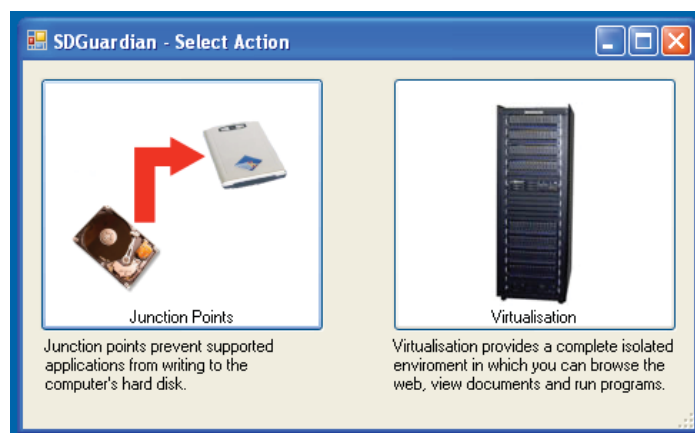 SDGuardian - Select Action
Junction Points
Virtualisation
Junction points prevent supported
applications from writing to the
computer's hard disk.
Virtualisation provides a complete isolated
enviroment in which you can browse the
web, view documents and run programs.